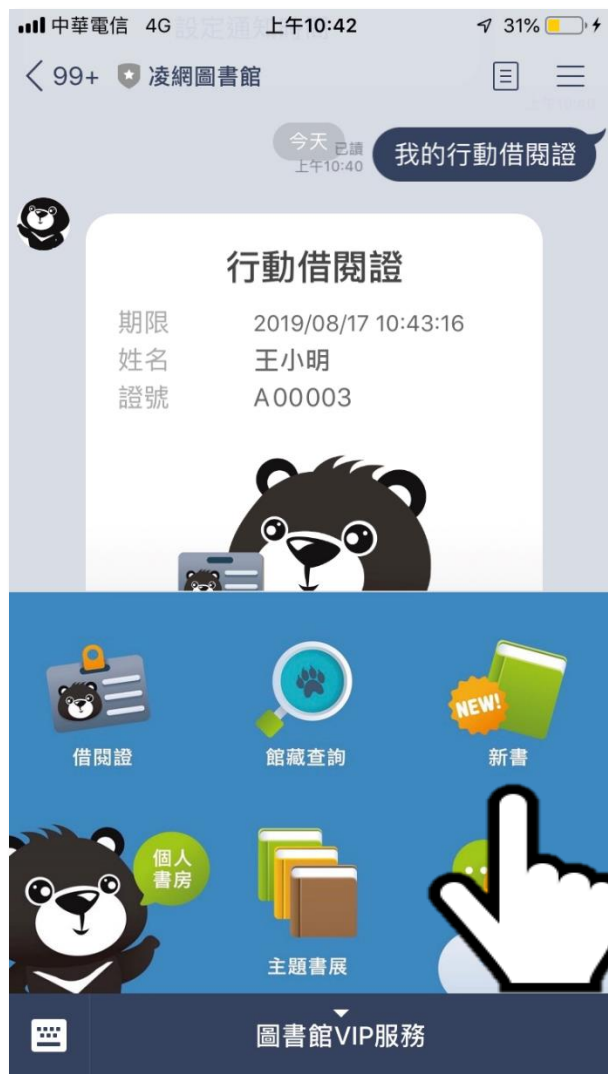 中華電信 4G 上午10:42 31%
99+ 凌網圖書館
今天
已讀
上午10:40
我的行動借閱證
行動借閱證
期限 2019/08/17 10:43:16
姓名 王小明
證號 A00003
NEW!
借閱證 館藏查詢 新書
個人
書房
主題書展
圖書館VIP服務